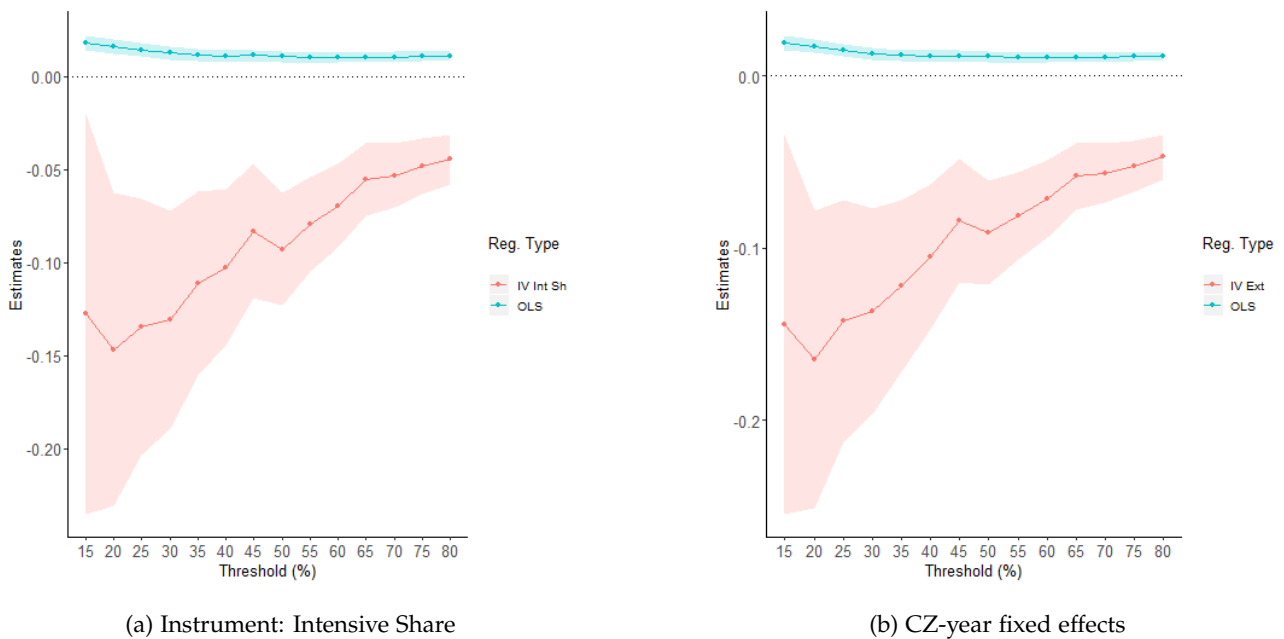 0.00
-0.05
-0.10
-0.15
-0.20
Estimates
15 20 25 30 35 40 45 50 55 60 65 70 75 80
Threshold (%)
Reg. Type
IV Int Sh
OLS
(a) Instrument: Intensive Share
0.0
-0.1
-0.2
Estimates
15 20 25 30 35 40 45 50 55 60 65 70 75 80
Threshold (%)
Reg. Type
IV Ext
OLS
(b) CZ-year fixed effects